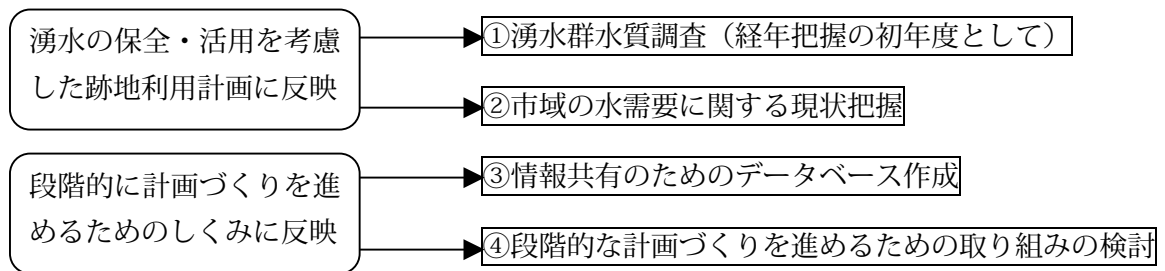 湧水の保全・活用を考慮
した跡地利用計画に反映
①湧水群水質調査（経年把握の初年度として）
②市域の水需要に関する現状把握
段階的に計画づくりを進
めるためのしくみに反映
③情報共有のためのデータベース作成
④段階的な計画づくりを進めるための取り組みの検討